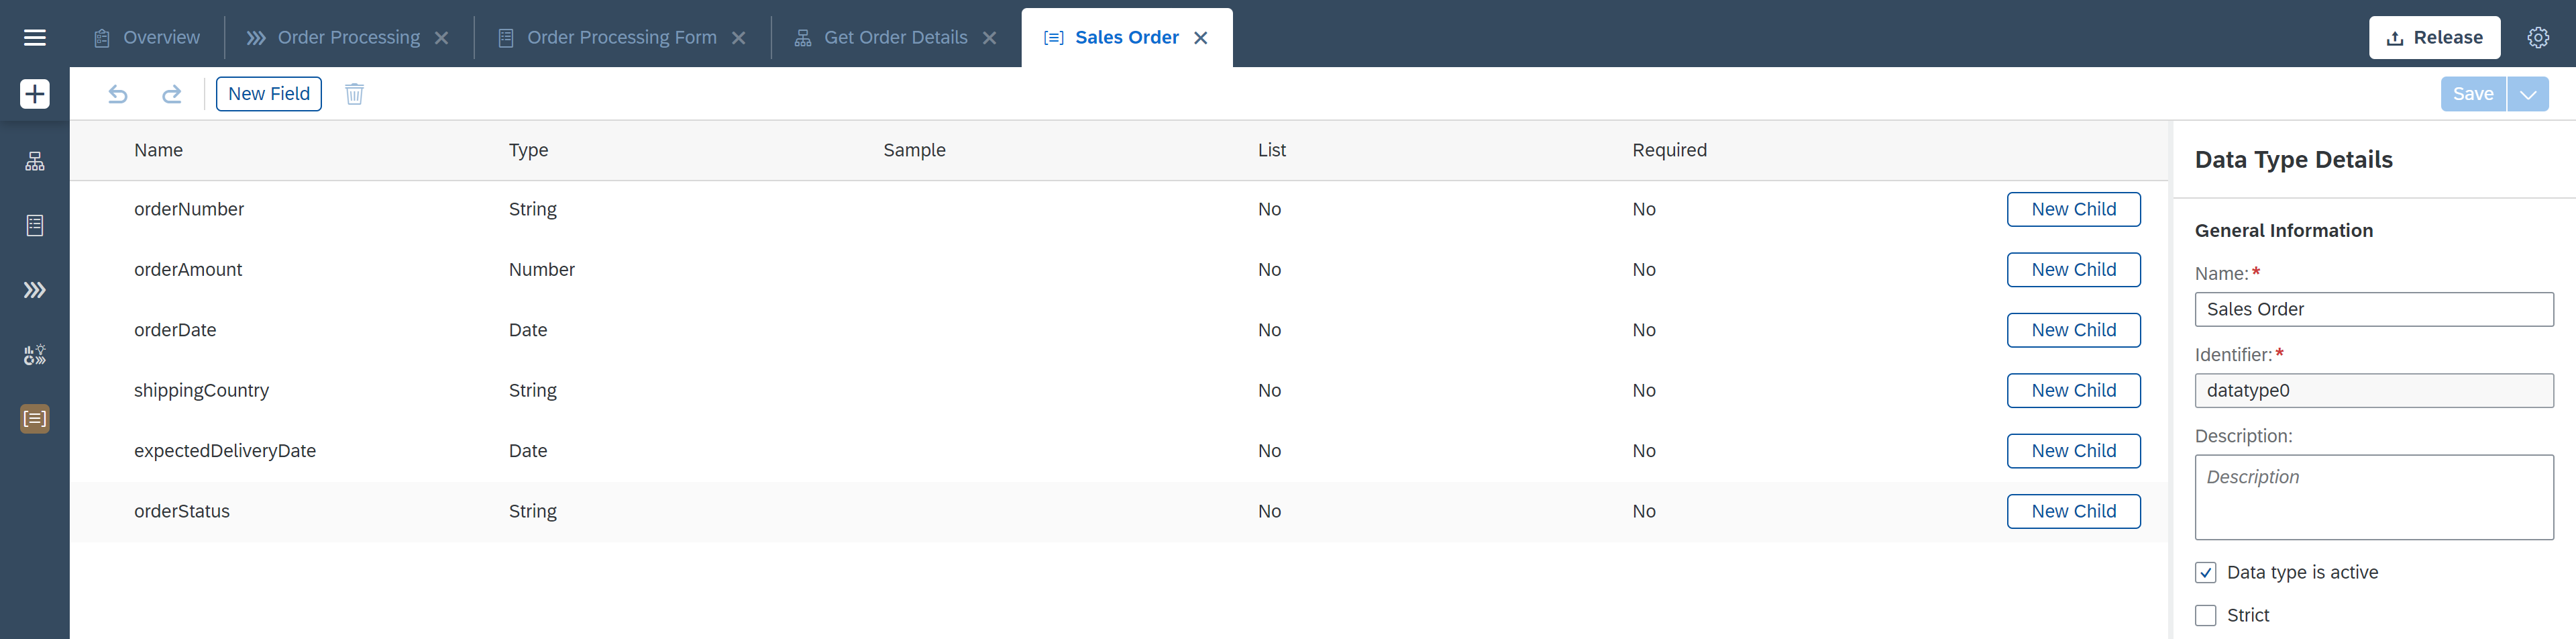 Overview Order Processing Order Processing Form Get Order Details Sales Order Release
New Field Save
Name Type Sample List Required
orderNumber String No No New Child
orderAmount Number No No New Child
orderDate Date No No New Child
shippingCountry String No No New Child
expectedDeliveryDate Date No No New Child
orderStatus String No No New Child
Data Type Details
General Information
Name:*
Sales Order
Identifier:*
datatype0
Description:
Description
Data type is active
Strict